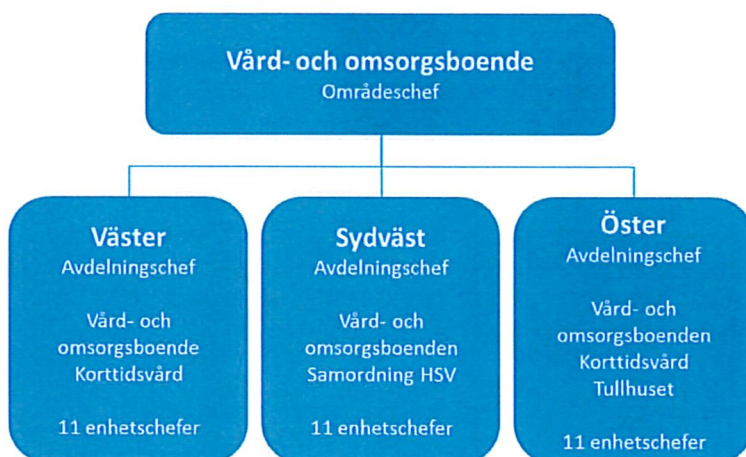 Vård- och omsorgsboende
Områdeschef
Väster
Avdelningschef
Vård- och
omsorgsboende
Korttidsvård
11 enhetschefer
Sydväst
Avdelningschef
Vård- och
omsorgsboenden
Samordning HSV
11 enhetschefer
Öster
Avdelningschef
Vård- och
omsorgsboenden
Korttidsvård
Tullhuset
11 enhetschefer